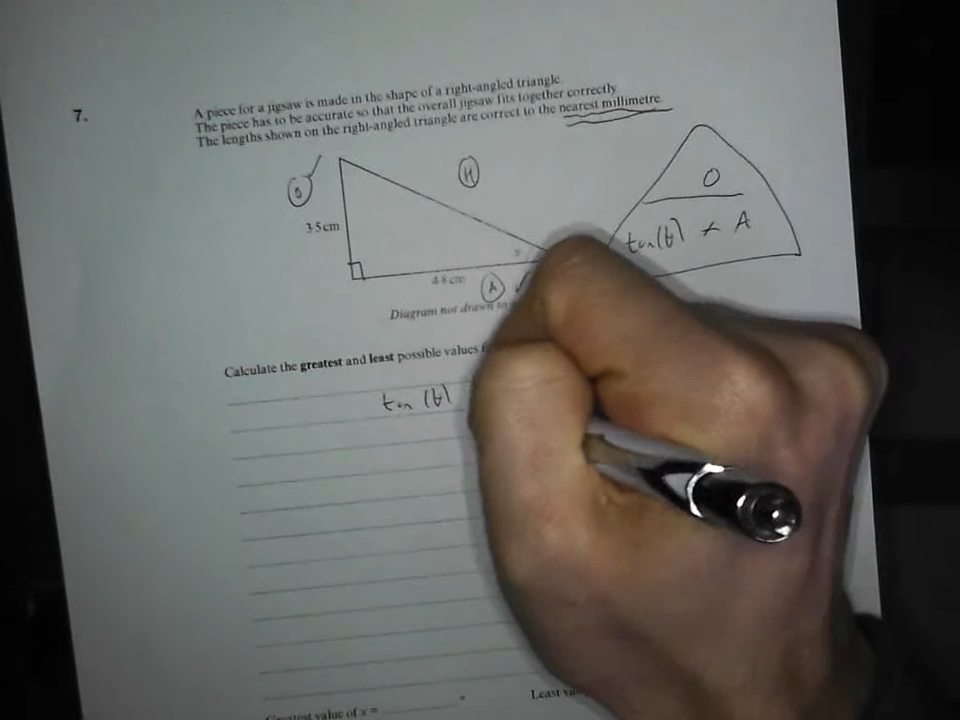 7.
A piece for a jigsaw is made in the shape of a right-angled triangle.
The piece has to be accurate so that the overall jigsaw fits together correctly
The lengths shown on the right-angled triangle are correct to the nearest millimetre.
O
H
O
3·5cm
tan(θ) × A
x
4·8cm
A
Diagram not drawn to
Calculate the greatest and least possible values
tan (θ)
Greatest value of x = °
Least